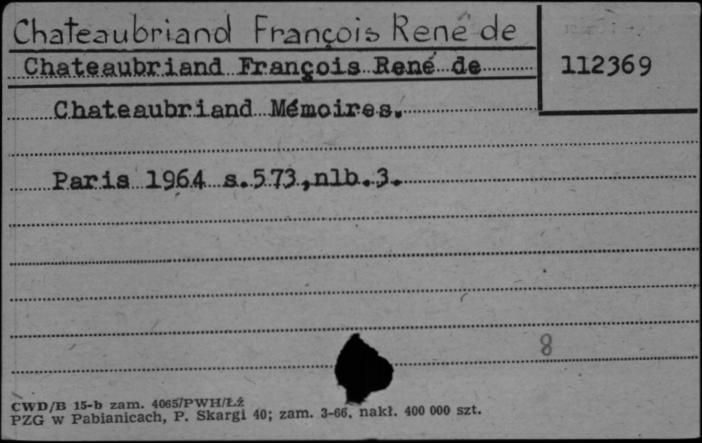 Chateaubriand François René de
Chateaubriand François René de
112369
Chateaubriand Mémoires.
Paris 1964 s.573,nlb.3.
8
CWD/B 15-b zam. 4065/PWH/Łż
PZG w Pabianicach, P. Skargi 40; zam. 3-66, nakł. 400 000 szt.